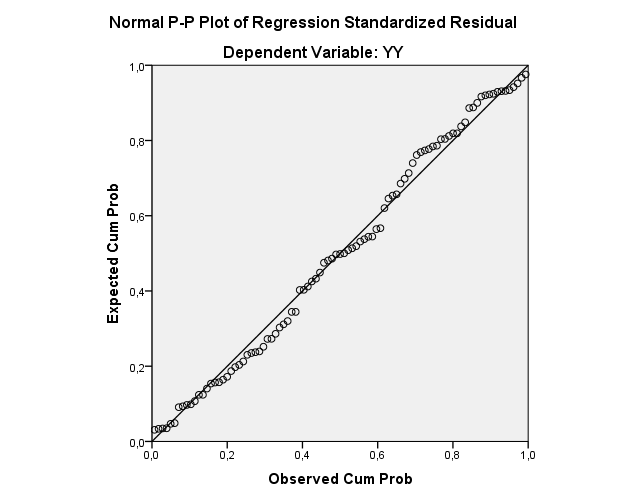 Normal P-P Plot of Regression Standardized Residual
Dependent Variable: YY
Expected Cum Prob
1,0
0,8
0,6
0,4
0,2
0,0
0,0 0,2 0,4 0,6 0,8 1,0
Observed Cum Prob